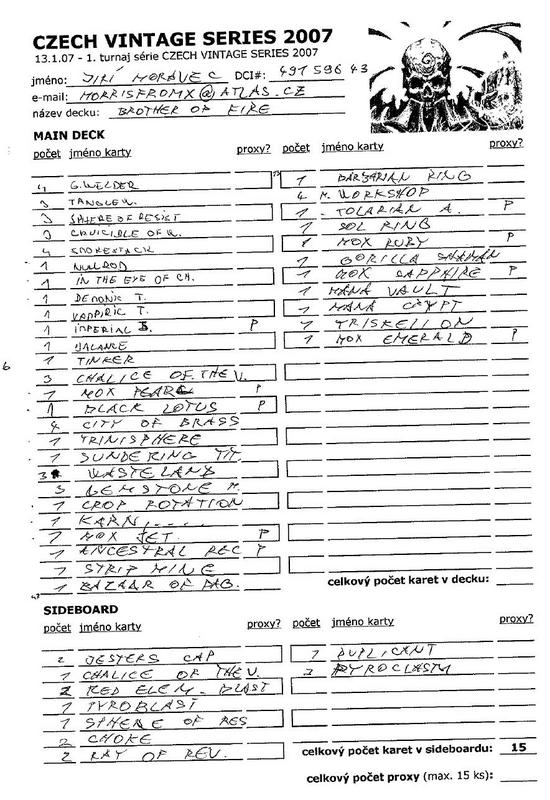 CZECH VINTAGE SERIES 2007
13.1.07 - 1. turnaj série CZECH VINTAGE SERIES 2007
jméno: JIŘÍ MORAVEC DCI#: 491 596 43
e-mail: MORRISFROMX@ATLAS.CZ
název decku: BROTHER OF FIRE
MAIN DECK
počet jméno karty proxy?
4 G.WELDER
3 TANGLEW.
3 SPHERE OF RESIST
3 CRUCIBLE OF W.
4 SMOKESTACK
1 NULROD
1 IN THE EYE OF CH.
1 DEMONIC T.
1 VAMPIRIC T.
1 IMPERIAL S. P
1 BALANCE
1 TINKER
3 CHALICE OF THE V.
1 MOX PEARL P
1 BLACK LOTUS P
4 CITY OF BRASS
1 TRINISPHERE
1 SUNDERING TIT.
3 WASTELAND
3 GEMSTONE M.
1 CROP ROTATION
1 KARN, ....
1 MOX JET P
1 ANCESTRAL REC P
1 STRIP MINE
1 BAZAAR OF BAG.
počet jméno karty proxy?
1 BARBARIAN RING
4 M. WORKSHOP
1 TOLARIAN A. P
1 SOL RING
1 MOX RUBY P
1 GORILLA SHAMAN
1 MOX SAPPHIRE P
1 MANA VAULT
1 MANA CRYPT
1 TRISKELION
1 MOX EMERALD P
6
celkový počet karet v decku:
SIDEBOARD
počet jméno karty proxy?
2 JESTERS CAP
1 CHALICE OF THE V.
2 RED ELEM. BLAST
1 PYROBLAST
1 SPHERE OF RES
2 CHOKE
2 RAY OF REV.
počet jméno karty proxy?
1 DUPLICANT
3 PYROCLASM
celkový počet karet v sideboardu: 15
celkový počet proxy (max. 15 ks):